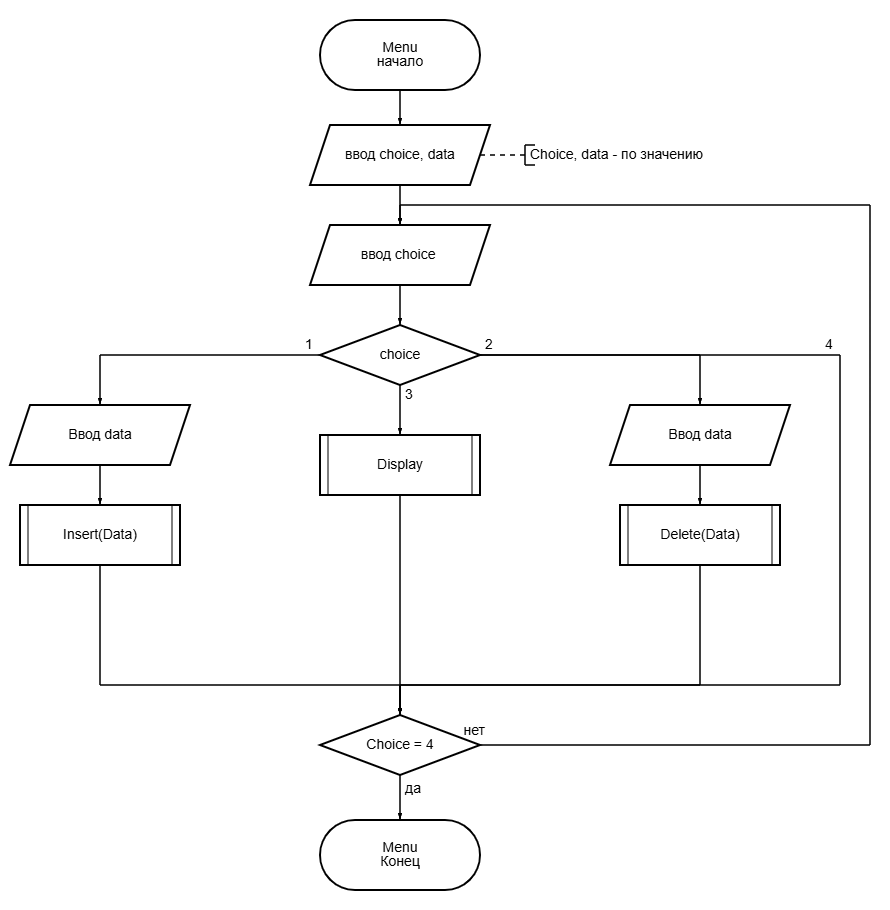 Menu
начало
ввод choice, data
Choice, data - по значению
ввод choice
1
choice
2
4
3
Ввод data
Display
Ввод data
Insert(Data)
Delete(Data)
Choice = 4
нет
да
Menu
Конец